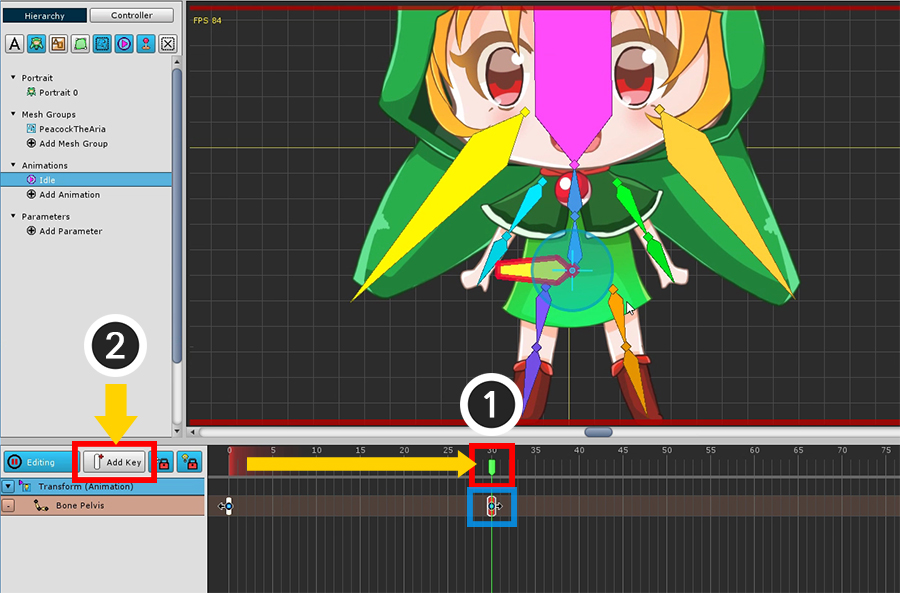 Hierarchy
Controller
FPS 84
A
Portrait
Portrait 0
Mesh Groups
PeacockTheAria
Add Mesh Group
Animations
Idle
Add Animation
Parameters
Add Parameter
2
1
Editing
Add Key
0 5 10 15 20 25 30 35 40 45 50 55 60 65 70 75
Transform (Animation)
Bone Pelvis